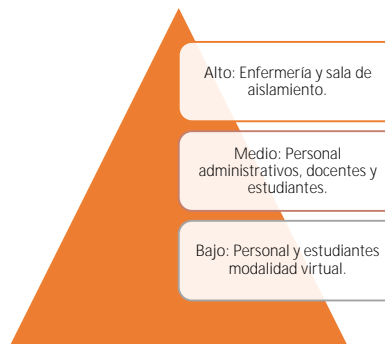 Alto: Enfermería y sala de
aislamiento.
Medio: Personal
administrativos, docentes y
estudiantes.
Bajo: Personal y estudiantes
modalidad virtual.